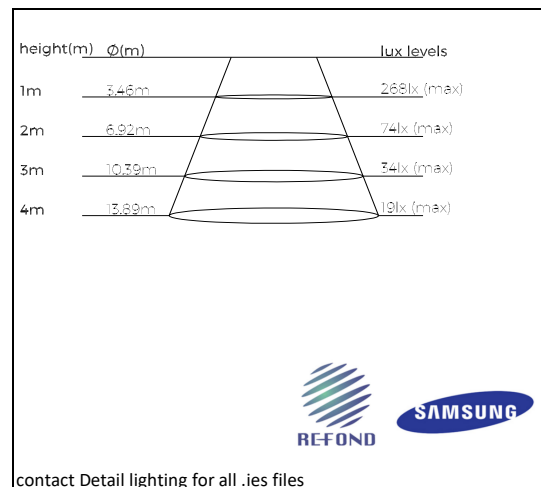 height(m) Ø(m) lux levels
1m 3.46m 268lx (max)
2m 6.92m 74lx (max)
3m 10.39m 34lx (max)
4m 13.89m 19lx (max)
REFOND
SAMSUNG
contact Detail lighting for all .ies files